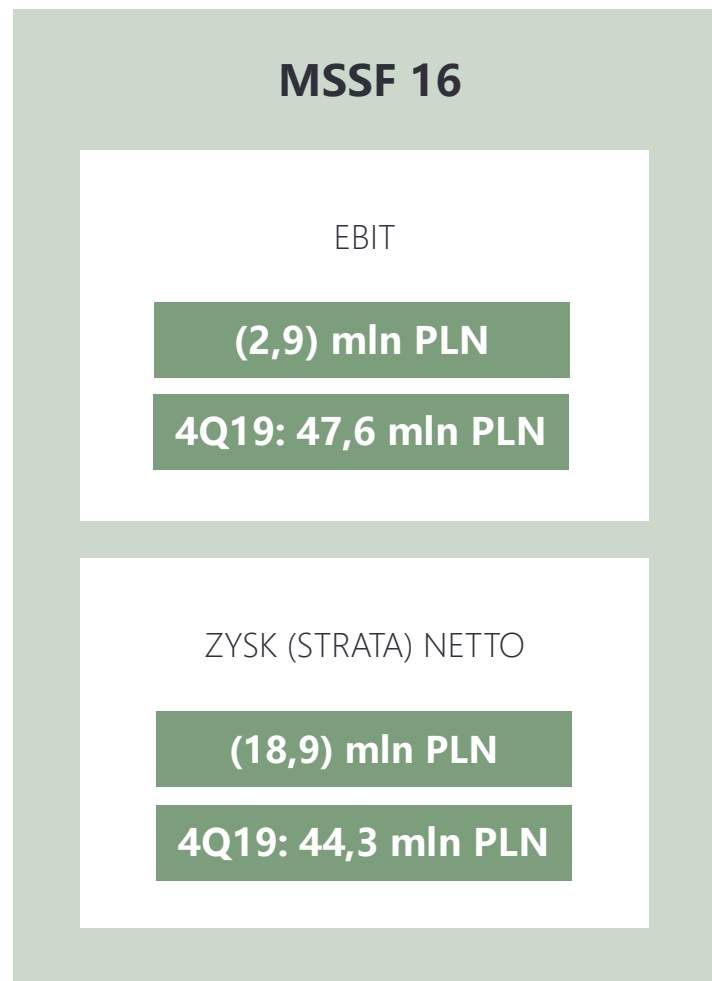 MSSF 16
EBIT
(2,9) mln PLN
4Q19: 47,6 mln PLN
ZYSK (STRATA) NETTO
(18,9) mln PLN
4Q19: 44,3 mln PLN